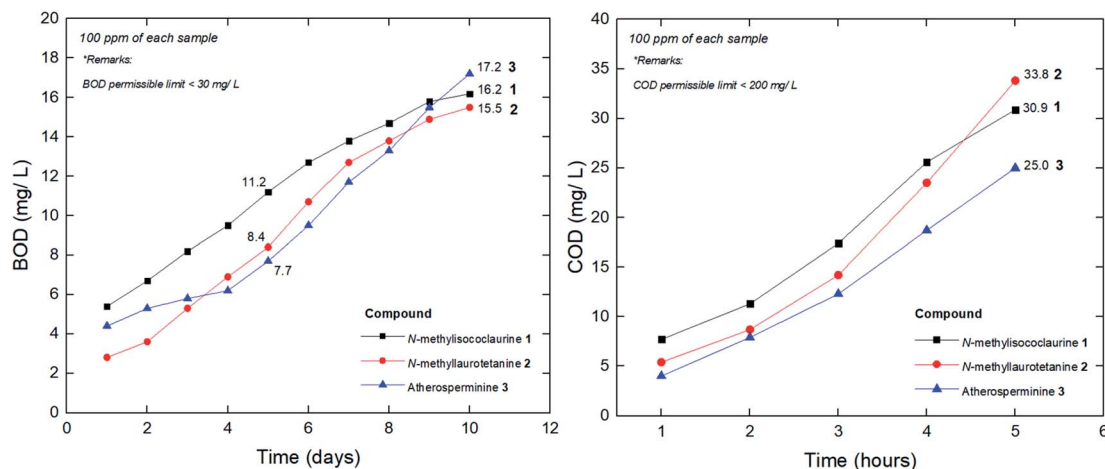 100 ppm of each sample
*Remarks:
BOD permissible limit < 30 mg/ L
17.2 3
16.2 1
15.5 2
11.2
8.4
7.7
Compound
N-methylisococlaurine 1
N-methyllaurotetanine 2
Atherosperminine 3
20
18
16
14
12
10
8
6
4
2
0
BOD (mg/ L)
0 2 4 6 8 10 12
Time (days)
100 ppm of each sample
*Remarks:
COD permissible limit < 200 mg/ L
33.8 2
30.9 1
25.0 3
Compound
N-methylisococlaurine 1
N-methyllaurotetanine 2
Atherosperminine 3
40
35
30
25
20
15
10
5
0
COD (mg/ L)
1 2 3 4 5 6
Time (hours)